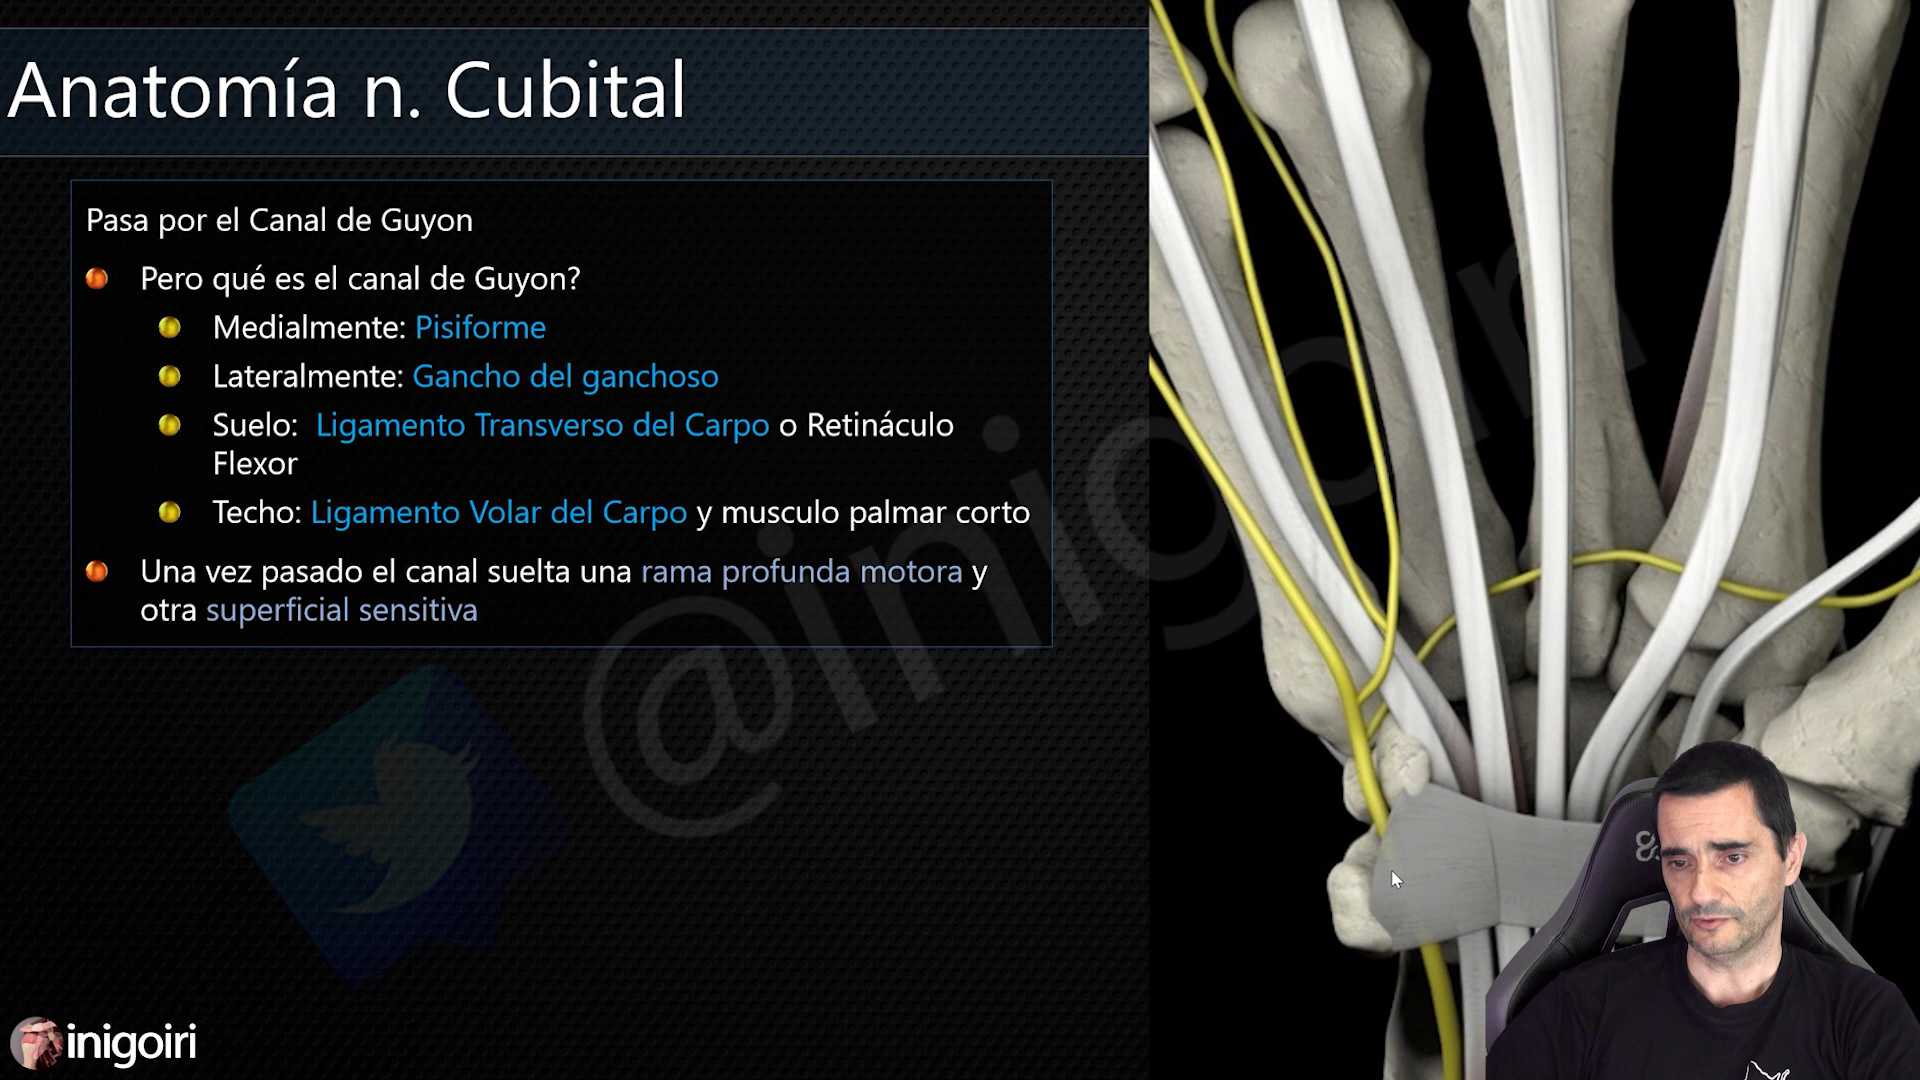 Anatomía n. Cubital
Pasa por el Canal de Guyon
Pero qué es el canal de Guyon?
Medialmente: Pisiforme
Lateralmente: Gancho del ganchoso
Suelo: Ligamento Transverso del Carpo o Retináculo
Flexor
Techo: Ligamento Volar del Carpo y musculo palmar corto
Una vez pasado el canal suelta una rama profunda motora y
otra superficial sensitiva
@inigoiri
inigoiri